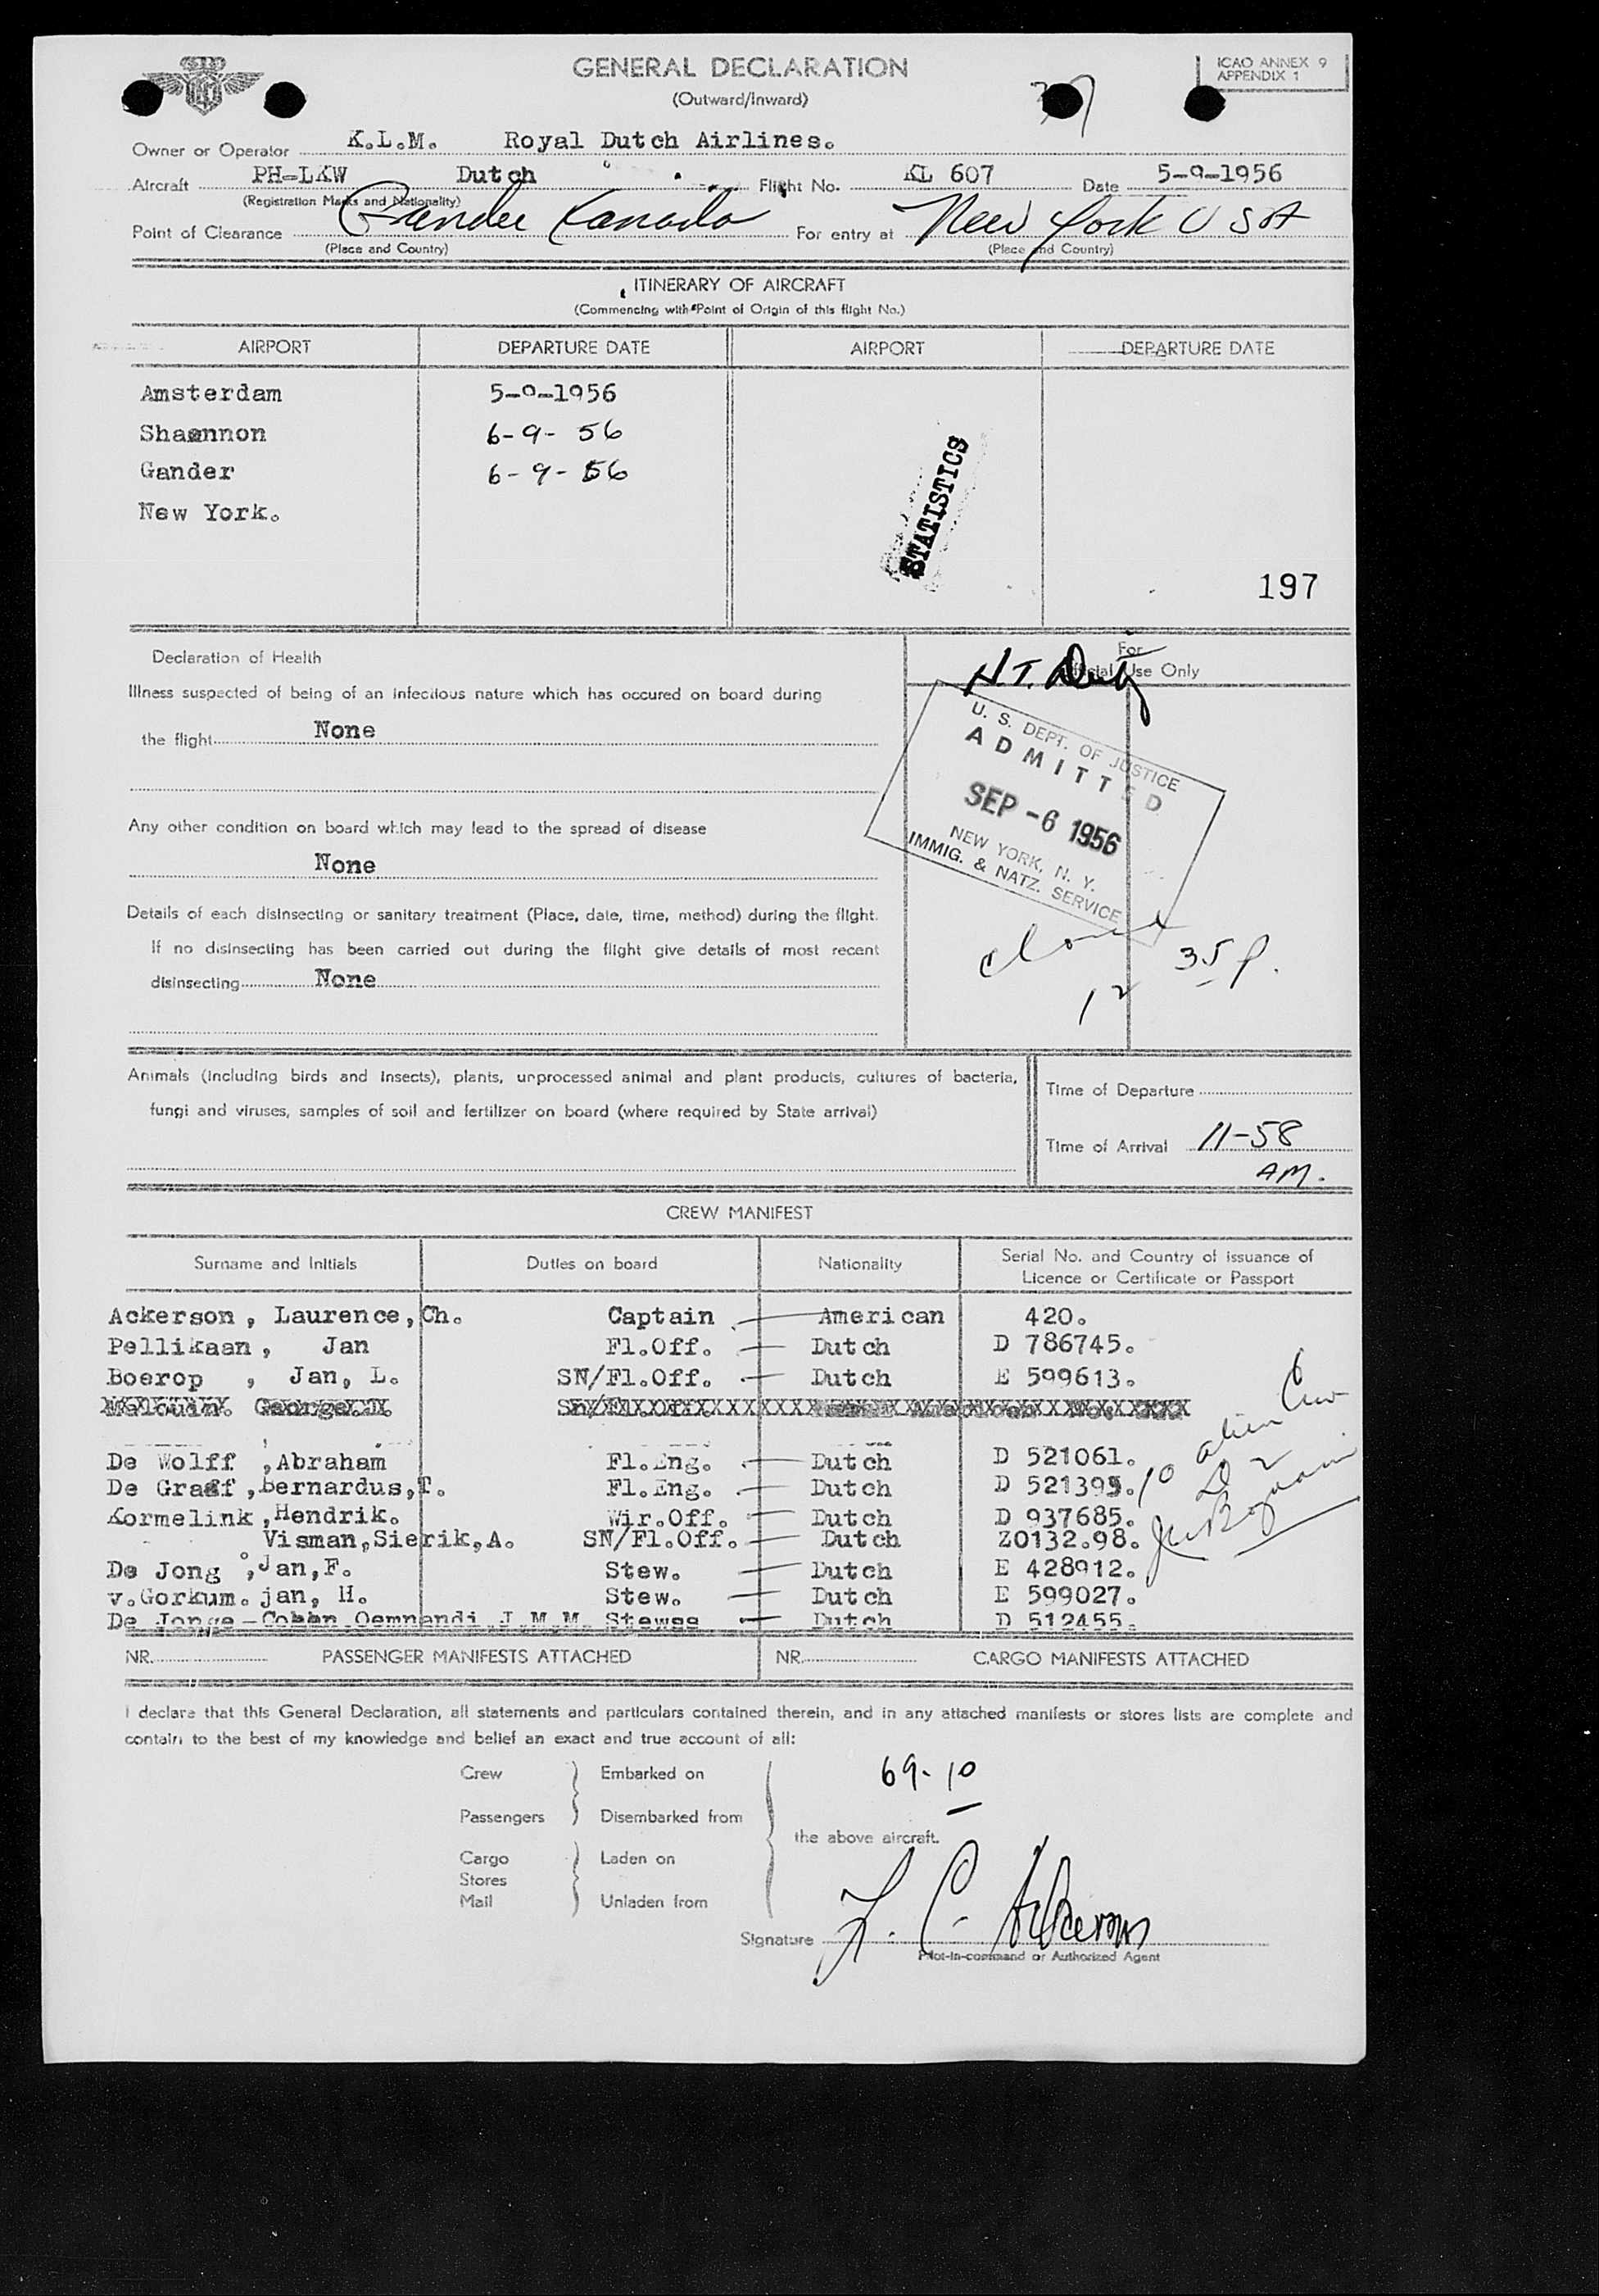 GENERAL DECLARATION
(Outward/Inward)
ICAO ANNEX 9
APPENDIX 1
Owner or Operator K.L.M. Royal Dutch Airlines.
Aircraft PH-LKW Dutch Flight No. KL 607 Date 5-9-1956
(Registration Marks and Nationality)
Point of Clearance Gander Canada For entry at New York USA
(Place and Country) (Place and Country)
ITINERARY OF AIRCRAFT
(Commencing with Point of Origin of this flight No.)
AIRPORT DEPARTURE DATE AIRPORT DEPARTURE DATE
Amsterdam 5-9-1956
Shannon 6-9-56
Gander 6-9-56
New York.
STATISTICS
197
Declaration of Health
For
Official Use Only
Illness suspected of being of an infectious nature which has occured on board during
the flight None
U. S. DEPT. OF JUSTICE
ADMITTED
SEP -6 1956
NEW YORK, N. Y.
IMMIG. & NATZ. SERVICE
Any other condition on board which may lead to the spread of disease
None
Details of each disinsecting or sanitary treatment (Place, date, time, method) during the flight.
If no disinsecting has been carried out during the flight give details of most recent
disinsecting None
12 35 p.
Animals (including birds and insects), plants, unprocessed animal and plant products, cultures of bacteria,
fungi and viruses, samples of soil and fertilizer on board (where required by State arrival)
Time of Departure
Time of Arrival 11-58
AM.
CREW MANIFEST
Surname and Initials Duties on board Nationality Serial No. and Country of issuance of
Licence or Certificate or Passport
Ackerson, Laurence, Ch. Captain American 420.
Pellikaan, Jan Fl.Off. Dutch D 786745.
Boerop , Jan, L. SN/Fl.Off. Dutch E 599613.
De Wolff ,Abraham Fl.Eng. Dutch D 521061.
De Graaf ,Bernardus,T. Fl.Eng. Dutch D 521395.
Kormelink ,Hendrik. Wir.Off. Dutch D 937685.
Visman,Sierik,A. SN/Fl.Off. Dutch Z0132.98.
De Jong ,Jan,F. Stew. Dutch E 428912.
v.Gorkum. jan, H. Stew. Dutch E 599027.
De Jonge-Cohen J.M.M. Stewss Dutch D 512455.
10 alien Crew
NR. PASSENGER MANIFESTS ATTACHED NR. CARGO MANIFESTS ATTACHED
I declare that this General Declaration, all statements and particulars contained therein, and in any attached manifests or stores lists are complete and
contain to the best of my knowledge and belief an exact and true account of all:
Crew Embarked on 69-10
Passengers Disembarked from
the above aircraft.
Cargo Laden on
Stores
Mail Unladen from
Signature L. C. Ackerson
Pilot-in-command or Authorized Agent